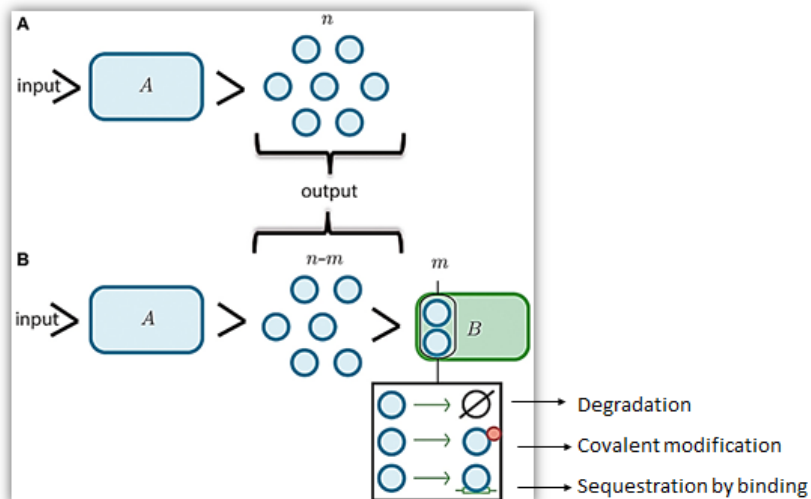 A
n
input
A
output
B
n-m
m
input
A
B
Degradation
Covalent modification
Sequestration by binding